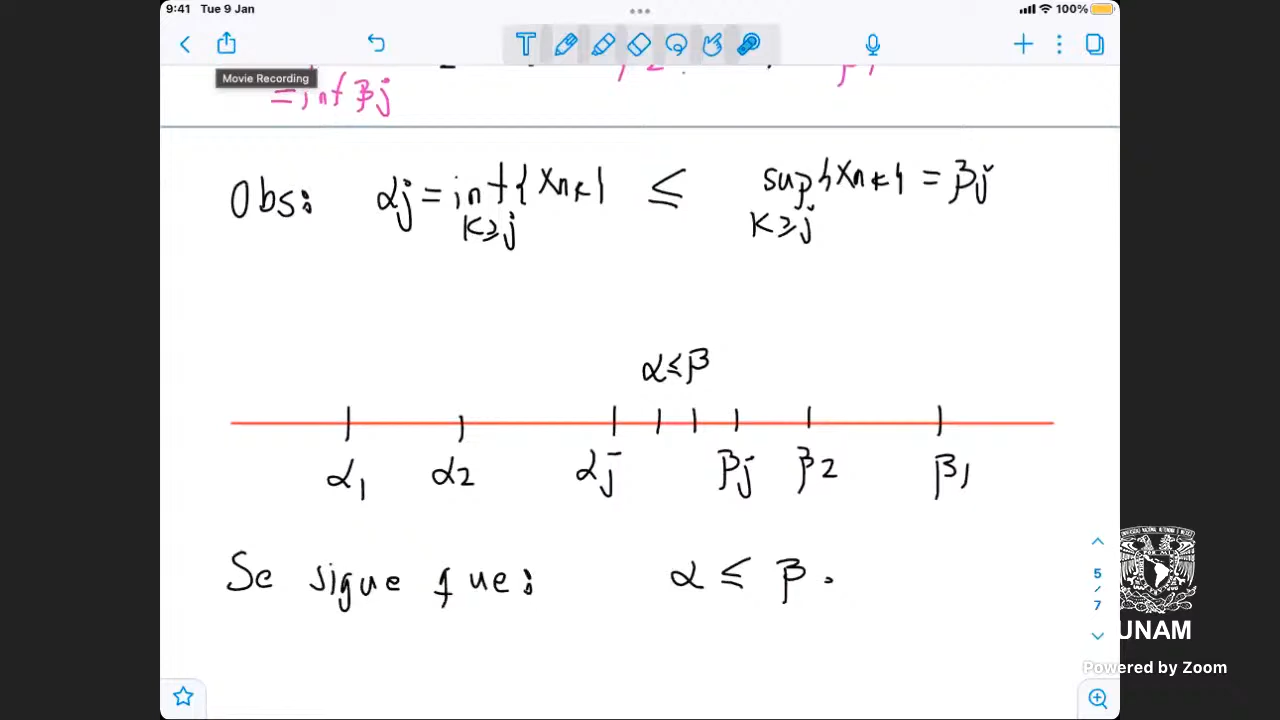 9:41 Tue 9 Jan 100%
T
Movie Recording
= inf βj
Obs: αj = inf{Xnk} ≤ sup{Xnk} = βj
K≥j K≥j
α≤β
α1 α2 αj βj β2 β1
Se sigue que: α ≤ β.
5
/
7
UNAM
Powered by Zoom